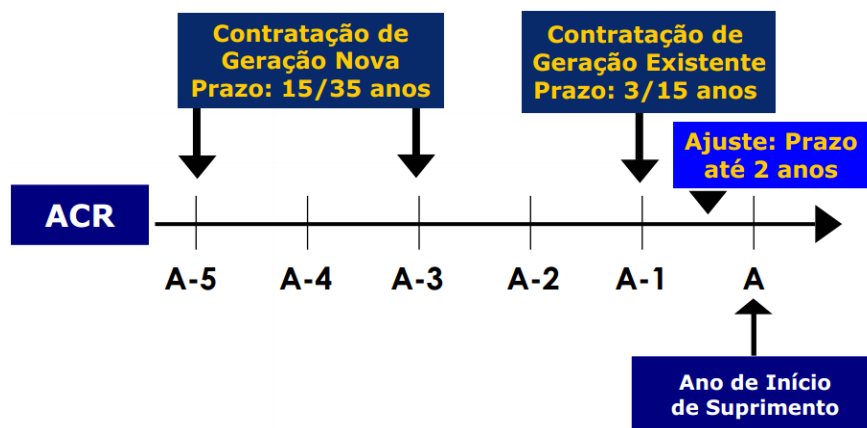 Contratação de
Geração Nova
Prazo: 15/35 anos
Contratação de
Geração Existente
Prazo: 3/15 anos
Ajuste: Prazo
até 2 anos
ACR
A-5
A-4
A-3
A-2
A-1
A
Ano de Início
de Suprimento